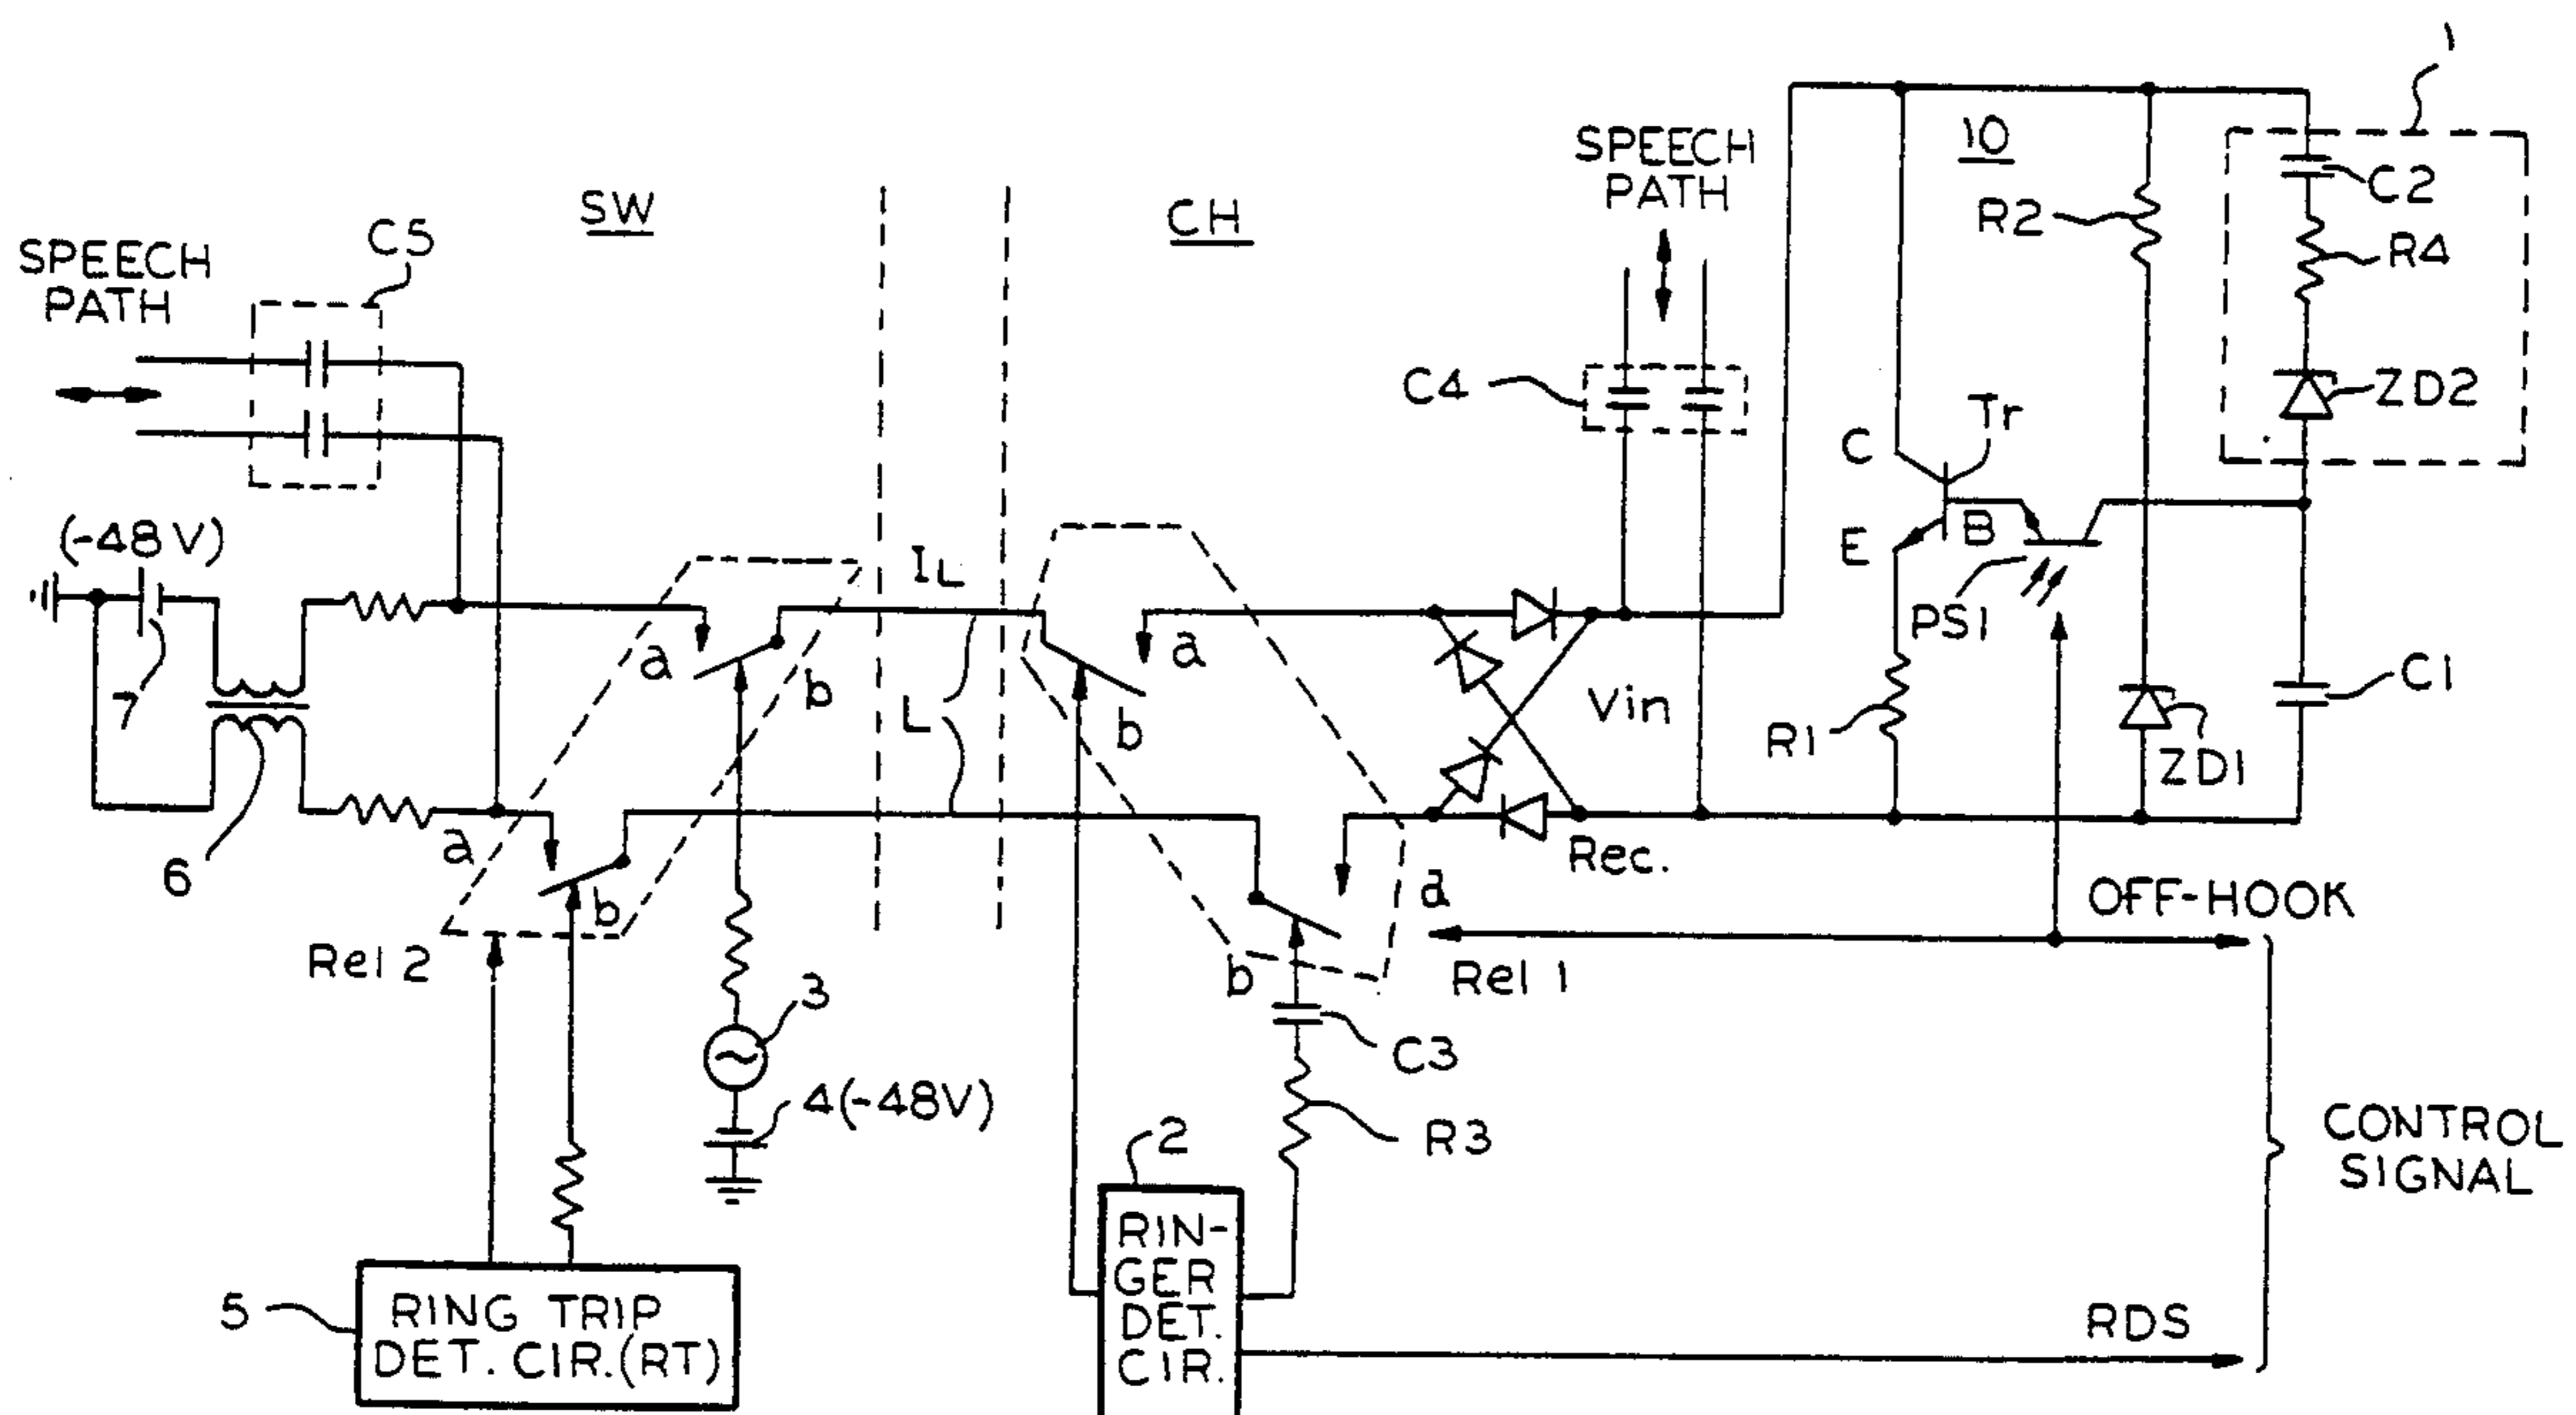 1
SPEECH
PATH
10
C2
R2
R4
SW
CH
C5
SPEECH
PATH
C4
ZD2
Tr
C
B
E
(-48V)
IL
PS1
a
b
a
b
7
L
Vin
R1
C1
ZD1
6
a
b
Rec.
a
b
OFF-HOOK
Rel 2
Rel 1
3
C3
4(-48V)
R3
2
CONTROL
SIGNAL
RIN-
GER
DET.
CIR.
5
RING TRIP
DET. CIR.(RT)
RDS